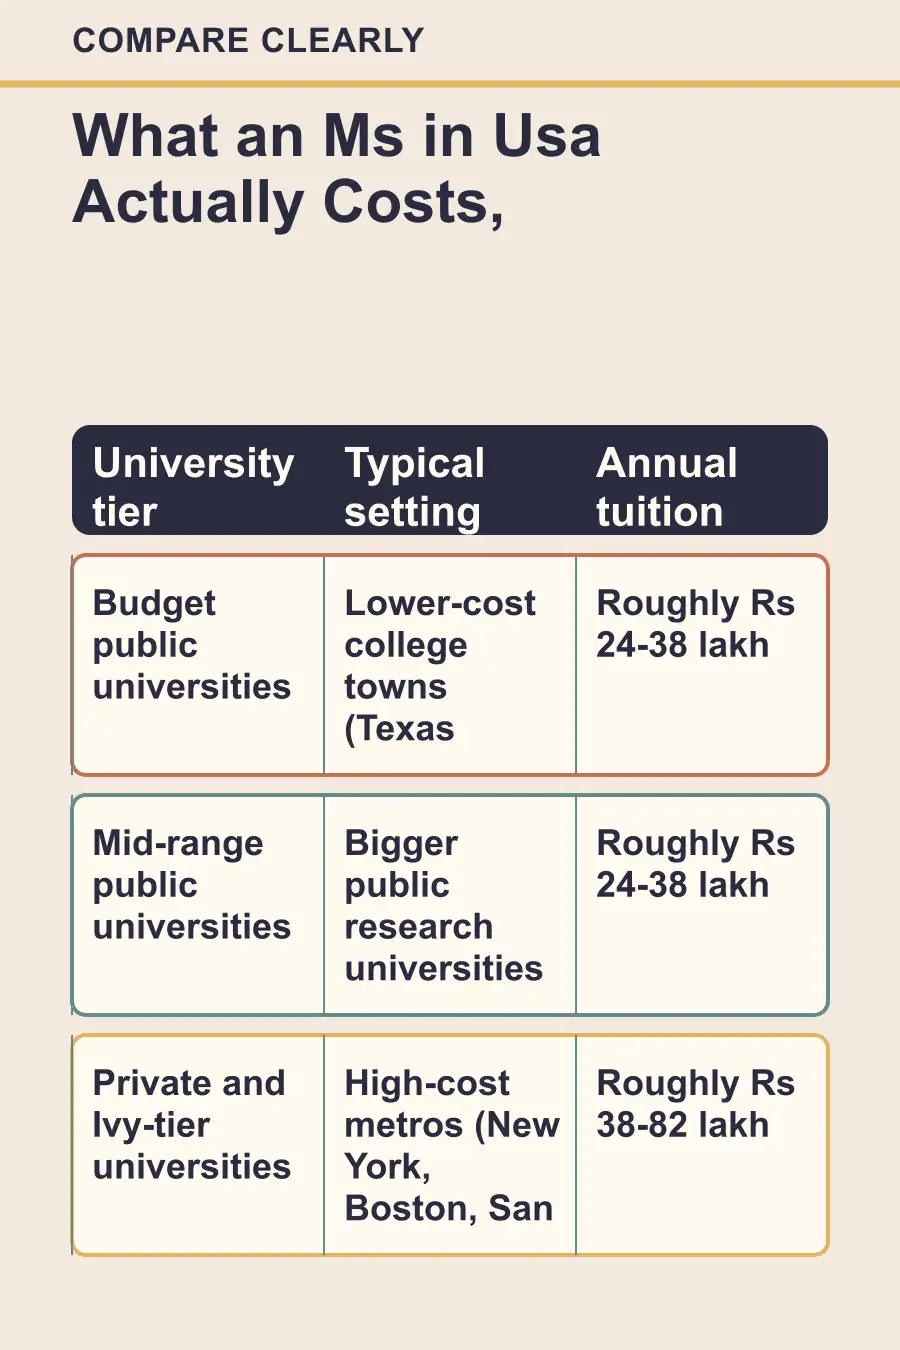 COMPARE CLEARLY
What an Ms in Usa
Actually Costs,
University
tier
Typical
setting
Annual
tuition
Budget
public
universities
Lower-cost
college
towns
(Texas
Roughly Rs
24-38 lakh
Mid-range
public
universities
Bigger
public
research
universities
Roughly Rs
24-38 lakh
Private and
Ivy-tier
universities
High-cost
metros (New
York,
Boston, San
Roughly Rs
38-82 lakh